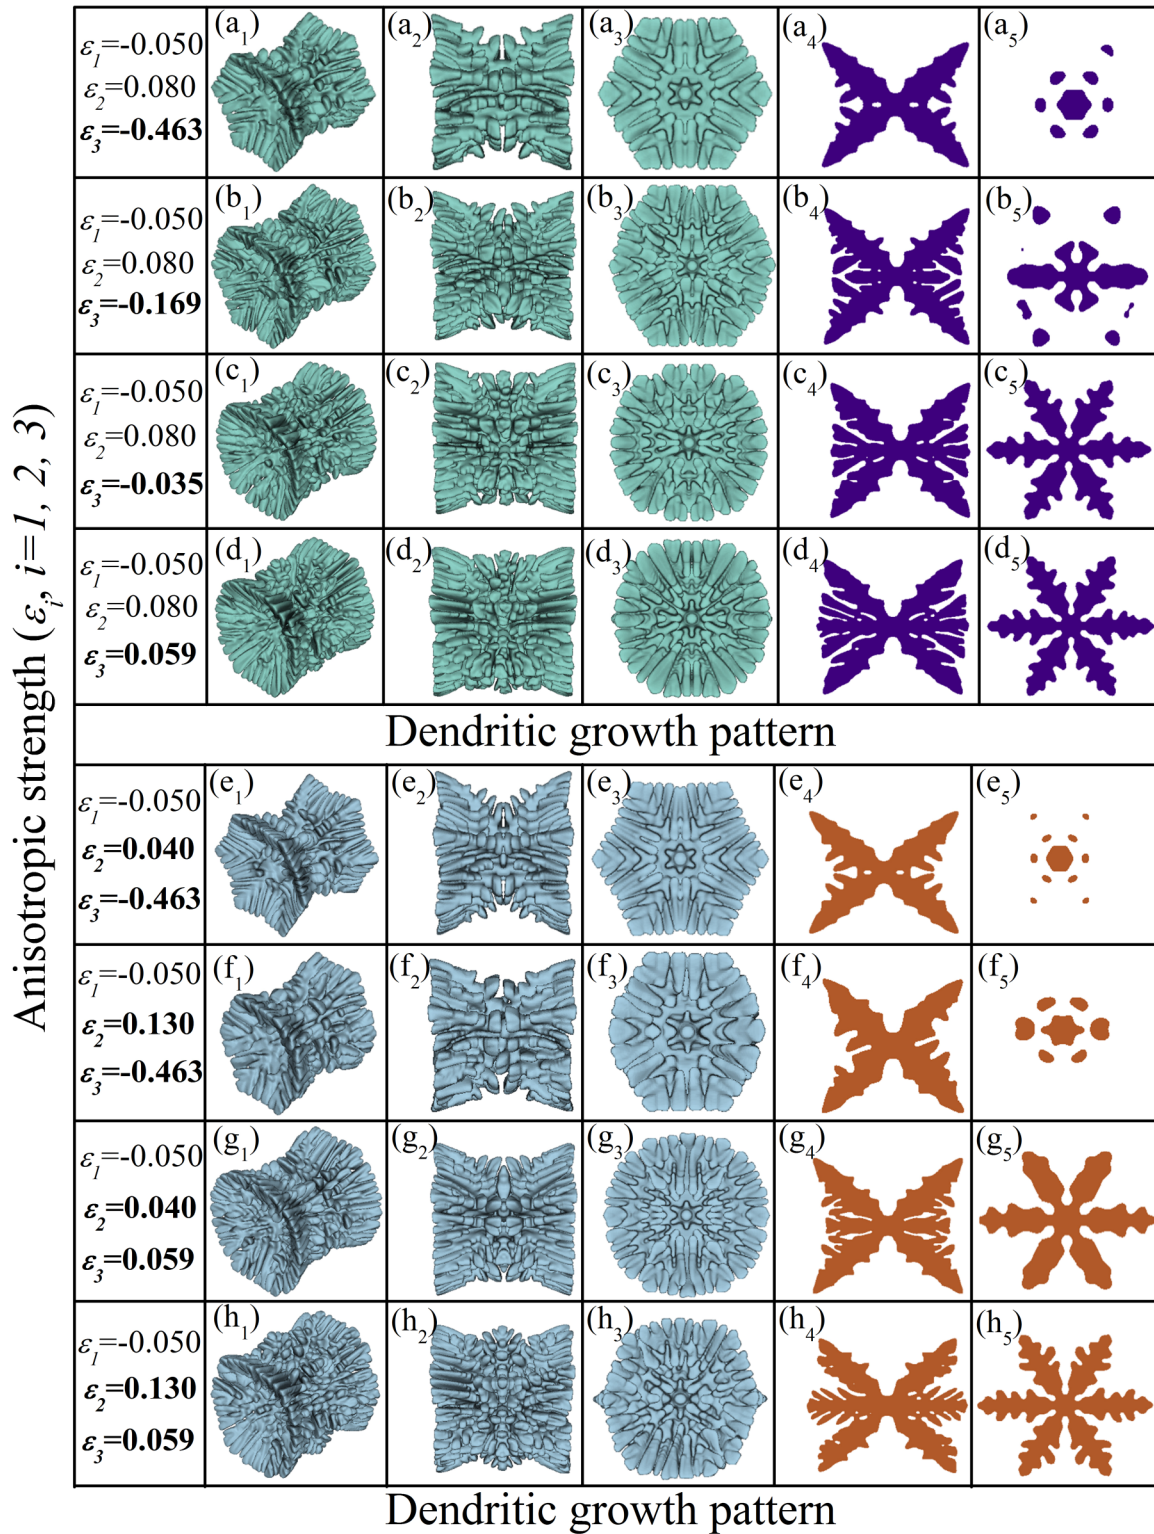 Anisotropic strength (εi, i=1, 2, 3)
ε1=-0.050
ε2=0.080
ε3=-0.463
(a1) (a2) (a3) (a4) (a5)
ε1=-0.050
ε2=0.080
ε3=-0.169
(b1) (b2) (b3) (b4) (b5)
ε1=-0.050
ε2=0.080
ε3=-0.035
(c1) (c2) (c3) (c4) (c5)
ε1=-0.050
ε2=0.080
ε3=0.059
(d1) (d2) (d3) (d4) (d5)
Dendritic growth pattern
ε1=-0.050
ε2=0.040
ε3=-0.463
(e1) (e2) (e3) (e4) (e5)
ε1=-0.050
ε2=0.130
ε3=-0.463
(f1) (f2) (f3) (f4) (f5)
ε1=-0.050
ε2=0.040
ε3=0.059
(g1) (g2) (g3) (g4) (g5)
ε1=-0.050
ε2=0.130
ε3=0.059
(h1) (h2) (h3) (h4) (h5)
Dendritic growth pattern